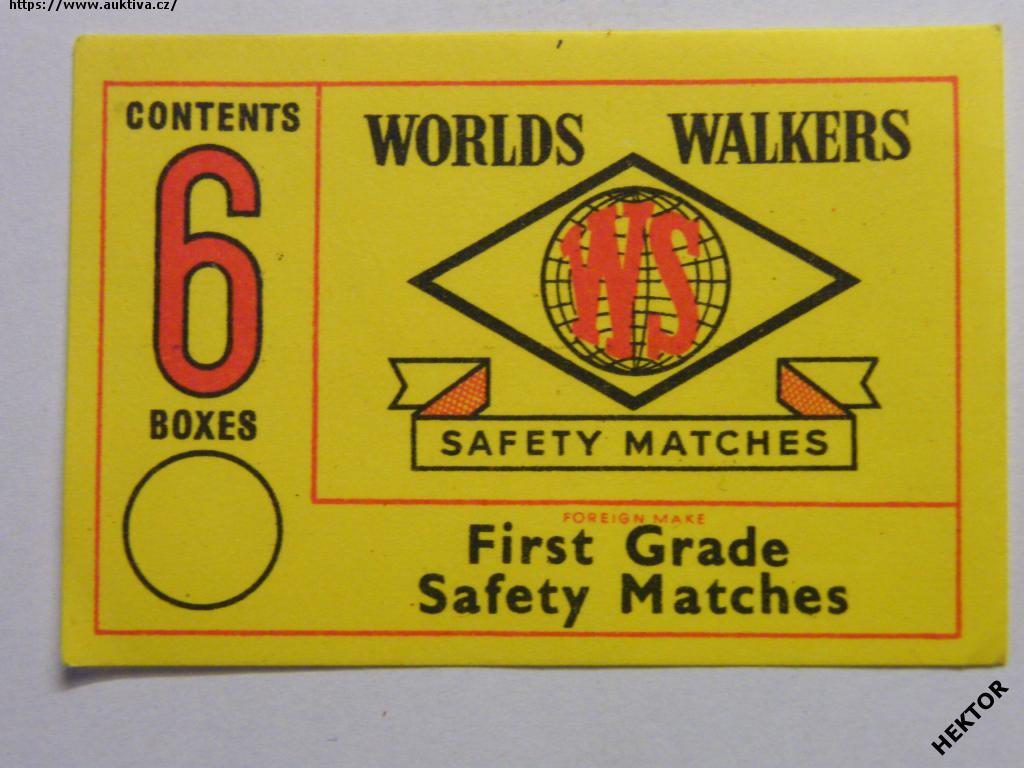 https://www.auktiva.cz/
CONTENTS
6
BOXES
WORLDS WALKERS
WS
SAFETY MATCHES
FOREIGN MAKE
First Grade
Safety Matches
HEKTOR